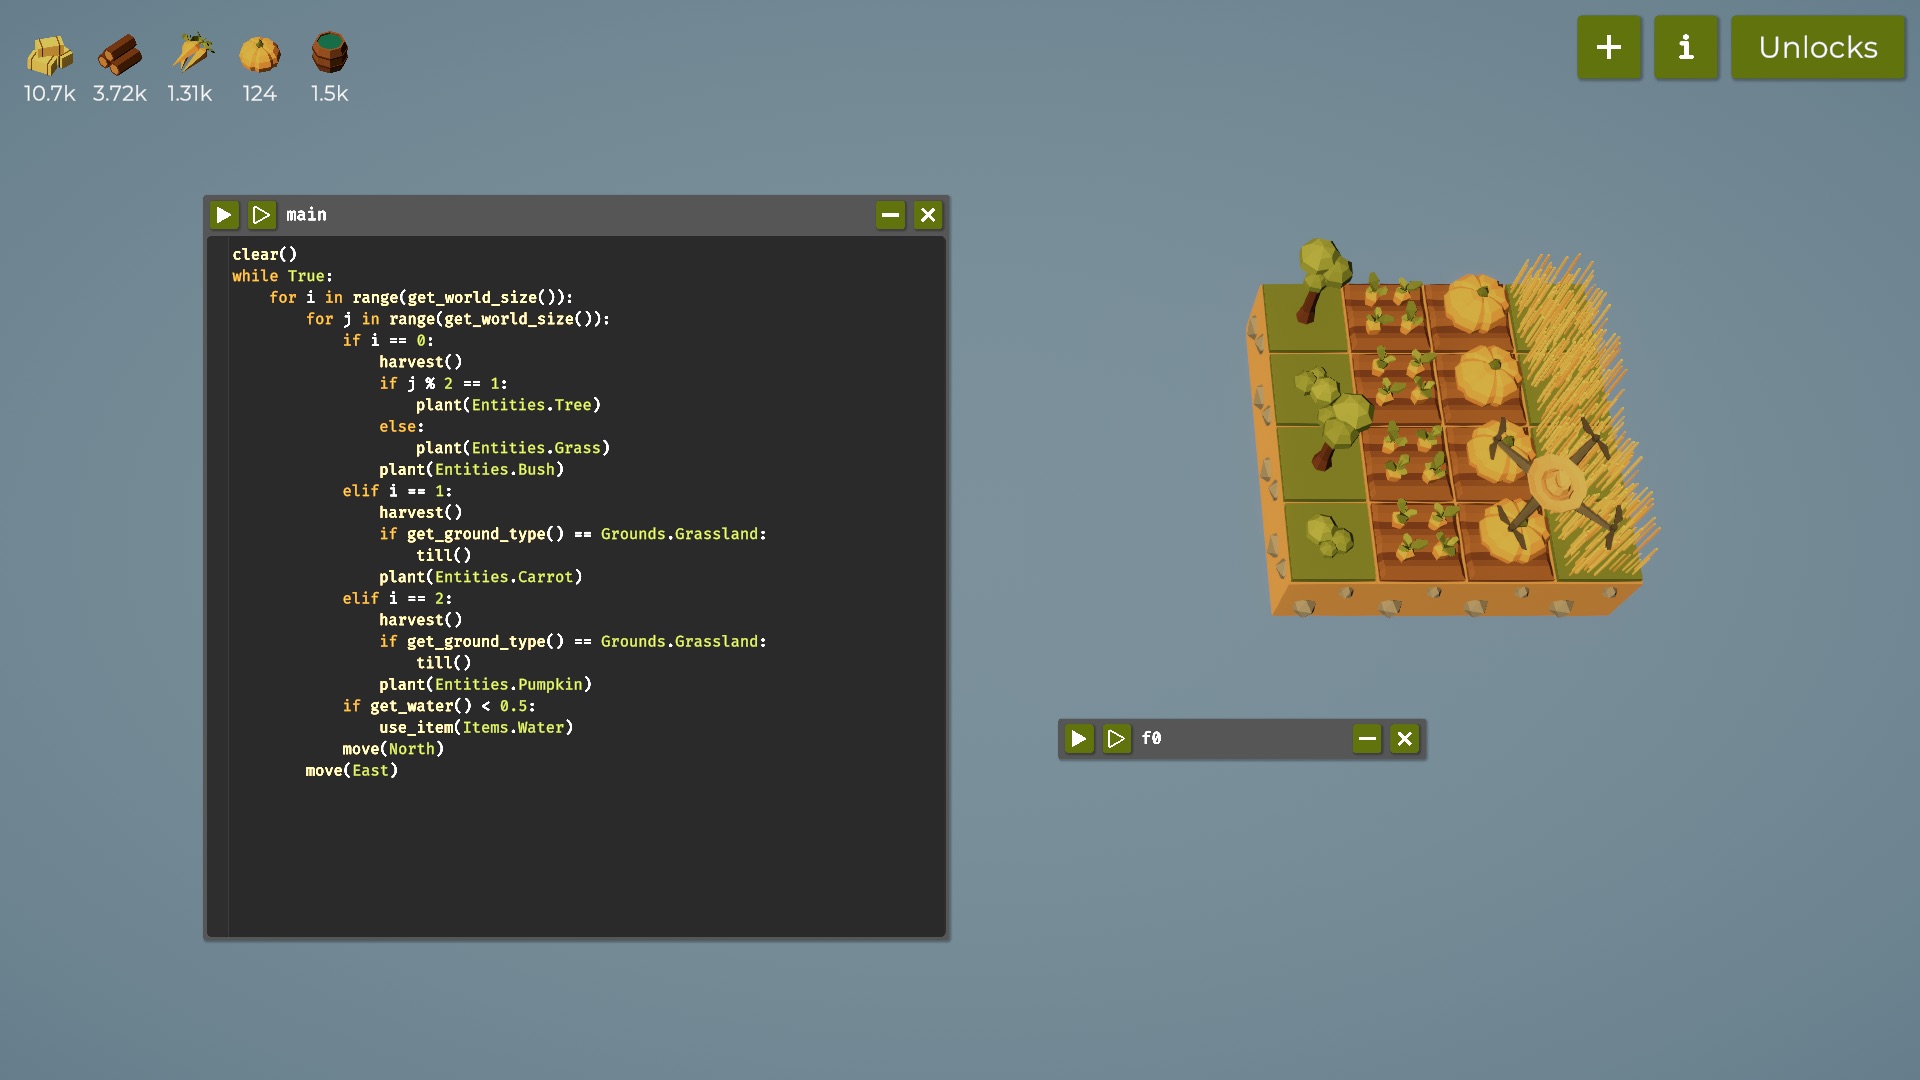 10.7k 3.72k 1.31k 124 1.5k
+ i Unlocks
main
clear()
while True:
    for i in range(get_world_size()):
        for j in range(get_world_size()):
            if i == 0:
                harvest()
                if j % 2 == 1:
                    plant(Entities.Tree)
                else:
                    plant(Entities.Grass)
                plant(Entities.Bush)
            elif i == 1:
                harvest()
                if get_ground_type() == Grounds.Grassland:
                    till()
                plant(Entities.Carrot)
            elif i == 2:
                harvest()
                if get_ground_type() == Grounds.Grassland:
                    till()
                plant(Entities.Pumpkin)
            if get_water() < 0.5:
                use_item(Items.Water)
            move(North)
        move(East)
f0